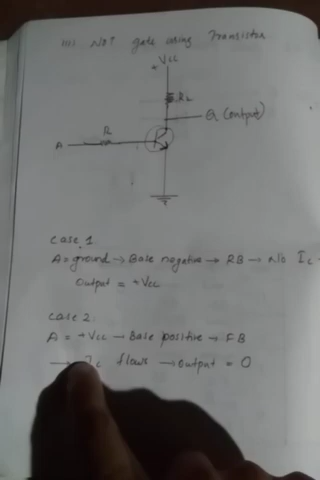 iii) NOT gate using Transistor
+ Vcc
RL
Q (output)
R
A
Case 1
A = ground → Base negative → RB → No Ic →
Output = +Vcc
Case 2:
A = +Vcc → Base positive → FB
→ Ic flows → output = 0